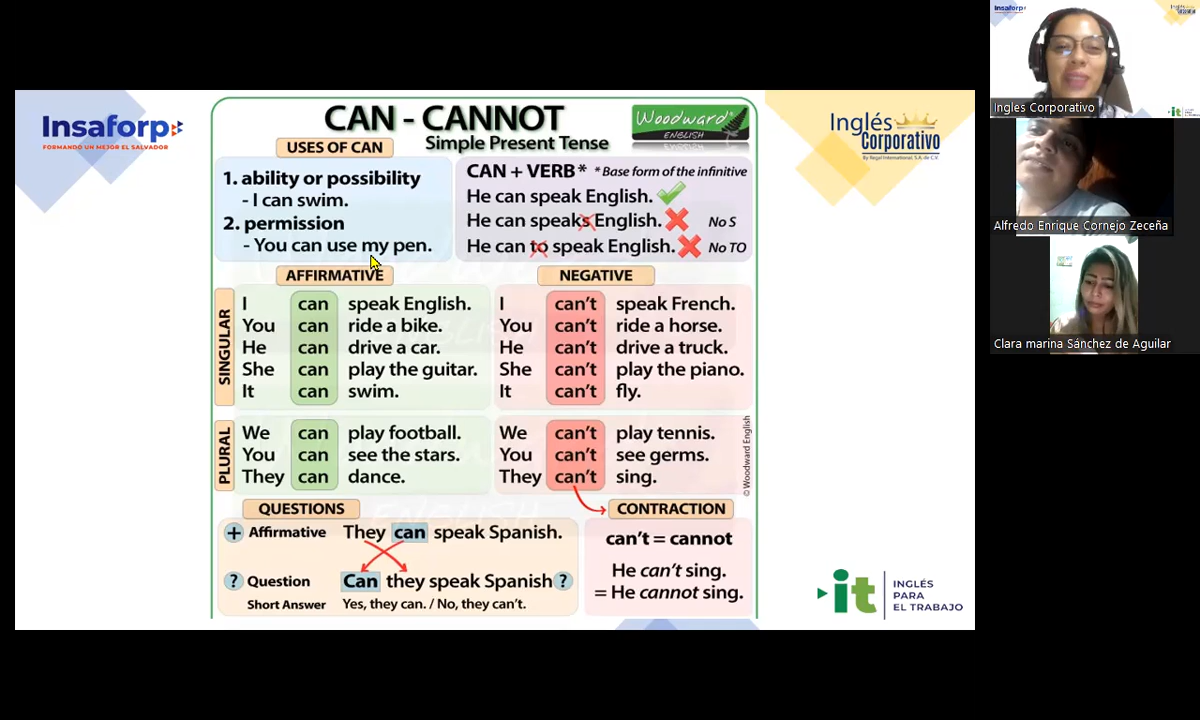 Insaforp
FORMANDO UN MEJOR EL SALVADOR
CAN - CANNOT
Simple Present Tense
Woodward®
ENGLISH
Inglés
Corporativo
By Regal International, S.A. de C.V.
USES OF CAN
1. ability or possibility
- I can swim.
2. permission
- You can use my pen.
CAN + VERB* * Base form of the infinitive
He can speak English.
He can speaks English. No S
He can to speak English. No TO
AFFIRMATIVE
SINGULAR
I can speak English.
You can ride a bike.
He can drive a car.
She can play the guitar.
It can swim.
PLURAL
We can play football.
You can see the stars.
They can dance.
NEGATIVE
I can't speak French.
You can't ride a horse.
He can't drive a truck.
She can't play the piano.
It can't fly.
We can't play tennis.
You can't see germs.
They can't sing.
© Woodward English
QUESTIONS
+ Affirmative They can speak Spanish.
? Question Can they speak Spanish?
Short Answer Yes, they can. / No, they can't.
CONTRACTION
can't = cannot
He can't sing.
= He cannot sing.
it
INGLÉS
PARA
EL TRABAJO
Insaforp
Ingles Corporativo
it
Alfredo Enrique Cornejo Zeceña
Clara marina Sánchez de Aguilar